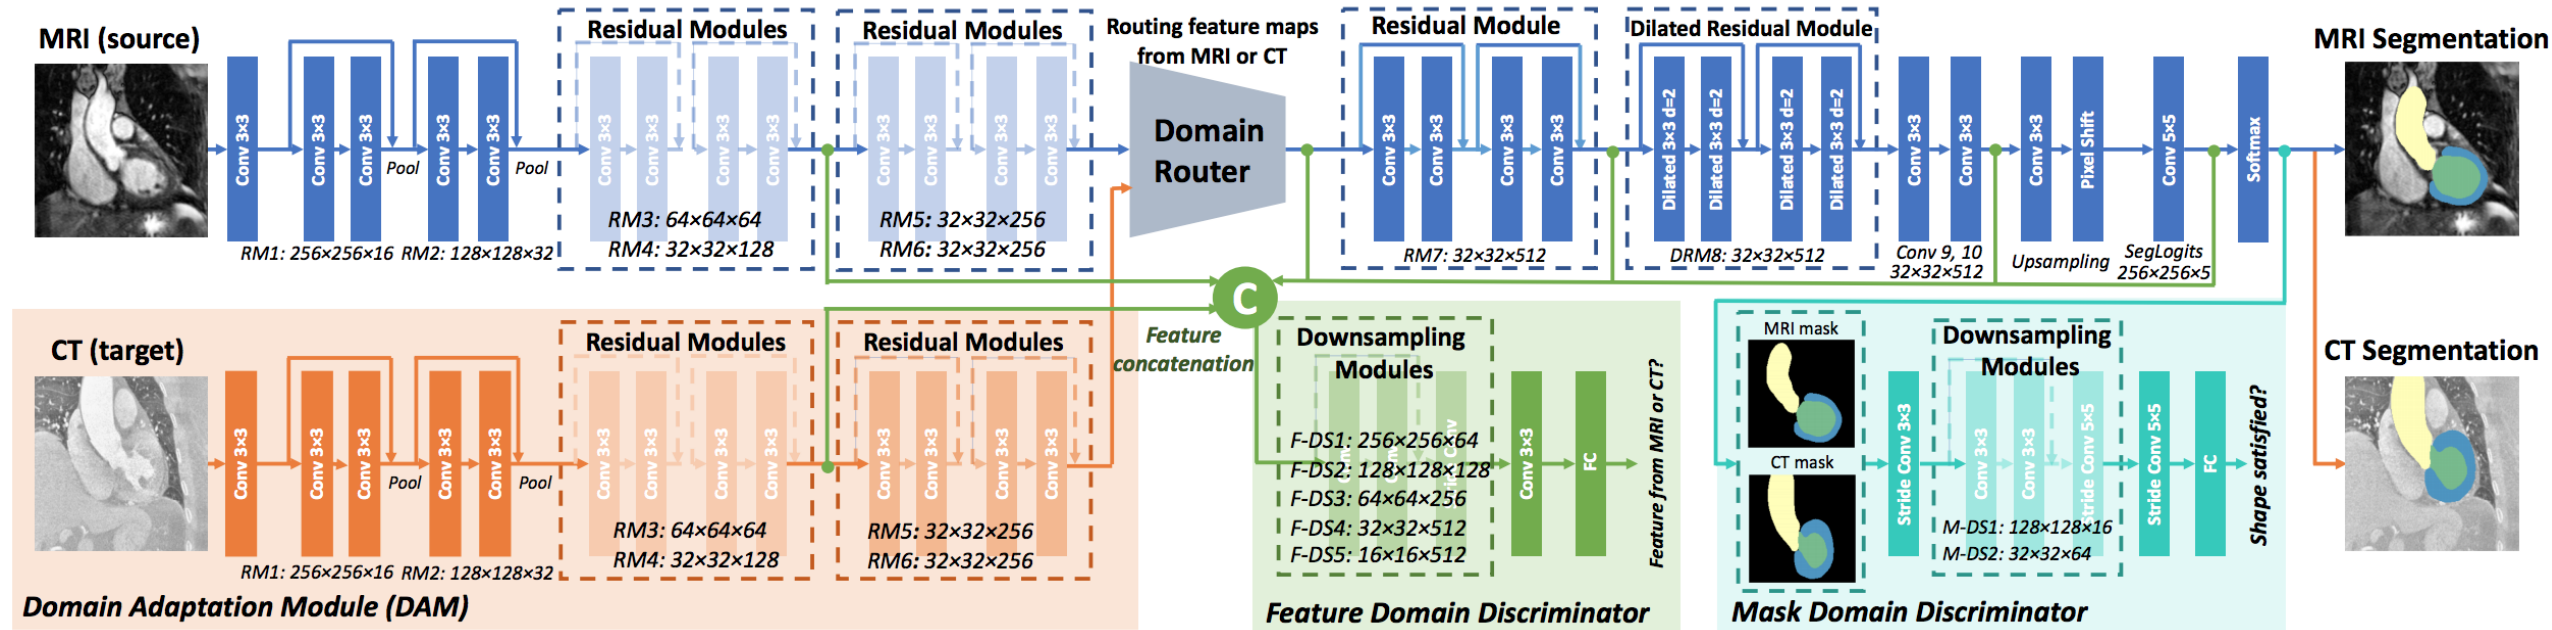 MRI (source)
Conv 3×3
Conv 3×3
Conv 3×3
Pool
Conv 3×3
Conv 3×3
Pool
RM1: 256×256×16
RM2: 128×128×32
Residual Modules
Conv 3×3
Conv 3×3
Conv 3×3
Conv 3×3
RM3: 64×64×64
RM4: 32×32×128
Residual Modules
Conv 3×3
Conv 3×3
Conv 3×3
Conv 3×3
RM5: 32×32×256
RM6: 32×32×256
Routing feature maps
from MRI or CT
Domain
Router
Residual Module
Conv 3×3
Conv 3×3
Conv 3×3
Conv 3×3
RM7: 32×32×512
Dilated Residual Module
Dilated 3×3 d=2
Dilated 3×3 d=2
Dilated 3×3 d=2
Dilated 3×3 d=2
DRM8: 32×32×512
Conv 3×3
Conv 3×3
Conv 9, 10
32×32×512
Conv 3×3
Pixel Shift
Upsampling
Conv 5×5
SegLogits
256×256×5
Softmax
MRI Segmentation
CT (target)
Conv 3×3
Conv 3×3
Conv 3×3
Pool
Conv 3×3
Conv 3×3
Pool
RM1: 256×256×16
RM2: 128×128×32
Residual Modules
Conv 3×3
Conv 3×3
Conv 3×3
Conv 3×3
RM3: 64×64×64
RM4: 32×32×128
Residual Modules
Conv 3×3
Conv 3×3
Conv 3×3
Conv 3×3
RM5: 32×32×256
RM6: 32×32×256
Domain Adaptation Module (DAM)
C
Feature
concatenation
Downsampling
Modules
F-DS1: 256×256×64
F-DS2: 128×128×128
F-DS3: 64×64×256
F-DS4: 32×32×512
F-DS5: 16×16×512
Conv 3×3
FC
Feature from MRI or CT?
Feature Domain Discriminator
MRI mask
CT mask
Stride Conv 3×3
Downsampling
Modules
Conv 3×3
Conv 3×3
Stride Conv 5×5
M-DS1: 128×128×16
M-DS2: 32×32×64
Stride Conv 5×5
FC
Shape satisfied?
Mask Domain Discriminator
CT Segmentation